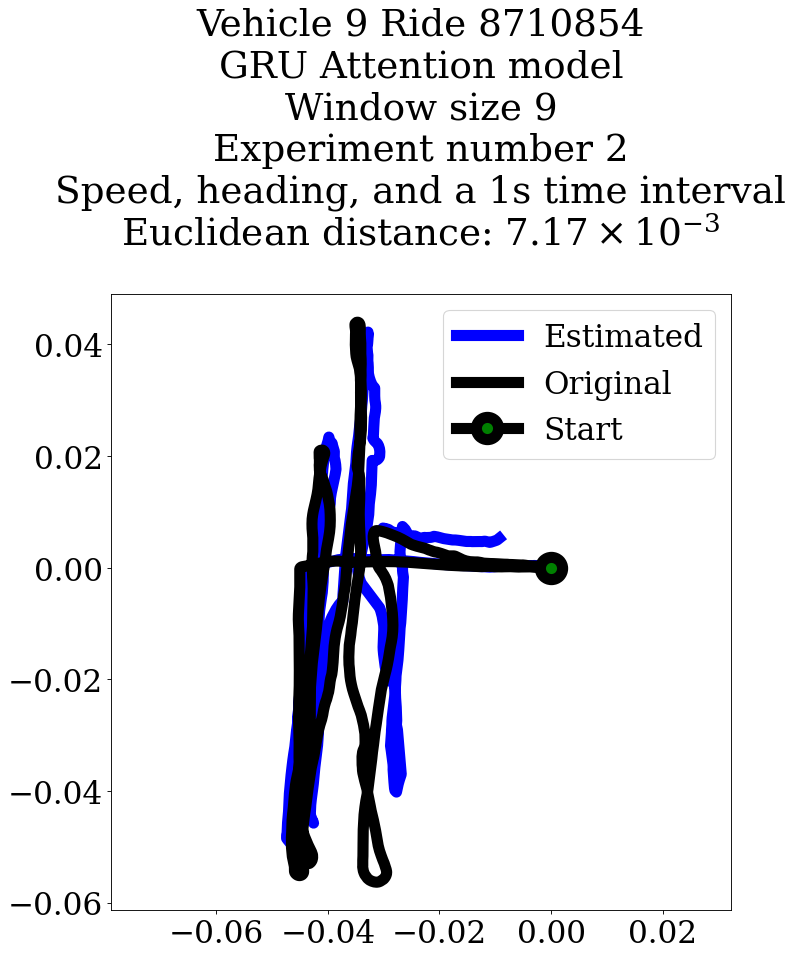 Vehicle 9 Ride 8710854
GRU Attention model
Window size 9
Experiment number 2
Speed, heading, and a 1s time interval
Euclidean distance: 7.17 × 10⁻³
Estimated
Original
Start
0.04
0.02
0.00
−0.02
−0.04
−0.06
−0.06 −0.04 −0.02 0.00 0.02